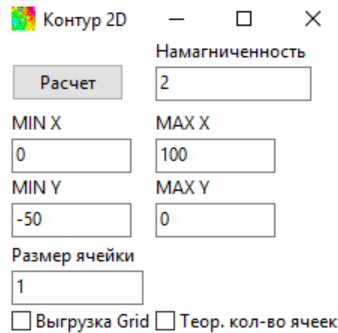 Контур 2D
Намагниченность
Расчет
2
MIN X
MAX X
0
100
MIN Y
MAX Y
-50
0
Размер ячейки
1
Выгрузка Grid
Теор. кол-во ячеек